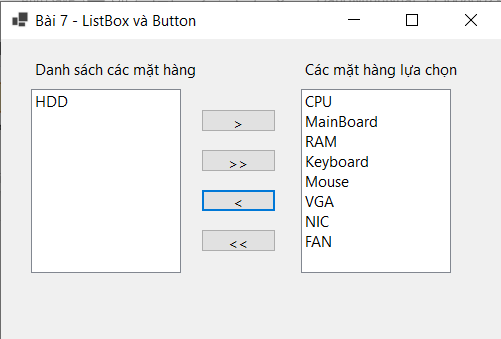 Bài 7 - ListBox và Button
Danh sách các mặt hàng
Các mặt hàng lựa chọn
HDD
>
>>
<
<<
CPU
MainBoard
RAM
Keyboard
Mouse
VGA
NIC
FAN